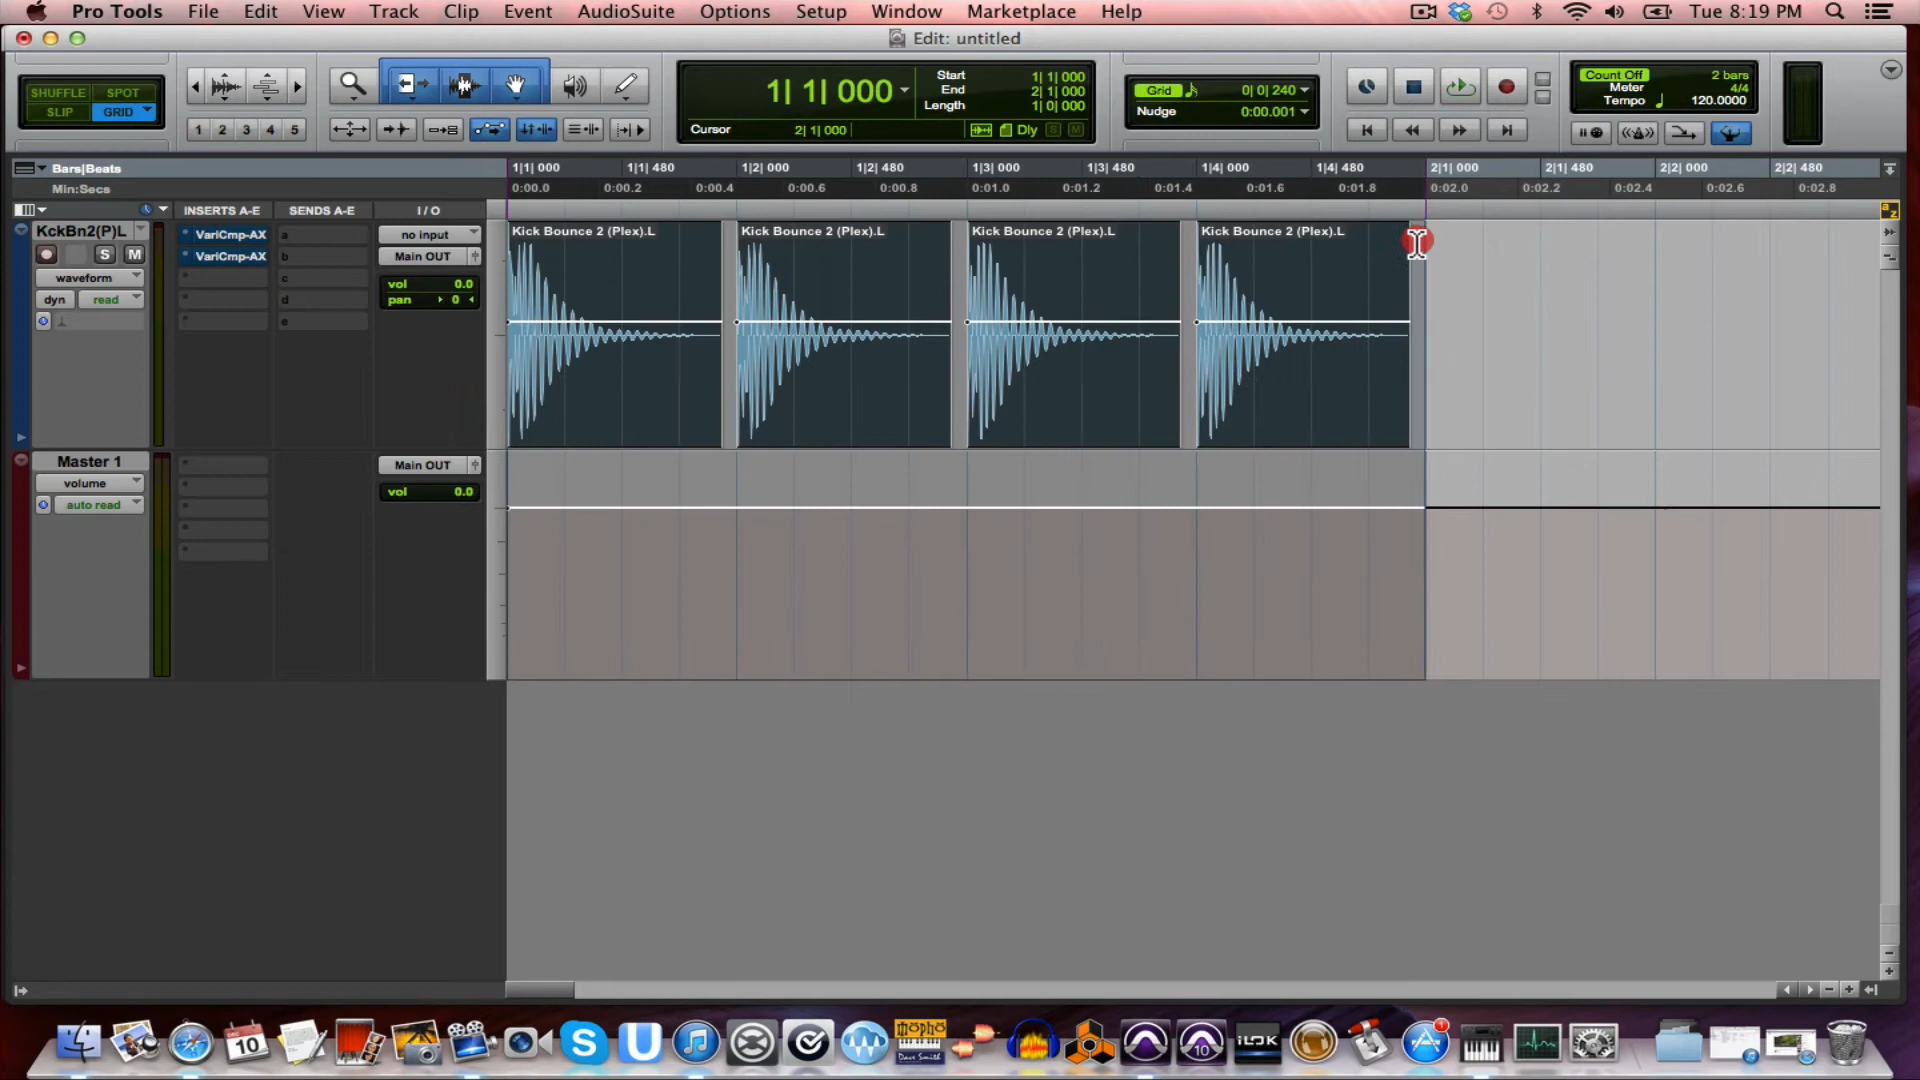 Pro Tools File Edit View Track Clip Event AudioSuite Options Setup Window Marketplace Help Tue 8:19 PM
Edit: untitled
SHUFFLE SPOT
SLIP GRID
1 2 3 4 5
1| 1| 000
Start 1| 1| 000
End 2| 1| 000
Length 1| 0| 000
Cursor 2| 1| 000 Dly S M
Grid 0| 0| 240
Nudge 0:00.001
Count Off 2 bars
Meter 4/4
Tempo 120.0000
Bars|Beats 1|1| 000 1|1| 480 1|2| 000 1|2| 480 1|3| 000 1|3| 480 1|4| 000 1|4| 480 2|1| 000 2|1| 480 2|2| 000 2|2| 480
Min:Secs 0:00.0 0:00.2 0:00.4 0:00.6 0:00.8 0:01.0 0:01.2 0:01.4 0:01.6 0:01.8 0:02.0 0:02.2 0:02.4 0:02.6 0:02.8
INSERTS A-E SENDS A-E I / O
KckBn2(P)L VariCmp-AX a no input
Kick Bounce 2 (Plex).L Kick Bounce 2 (Plex).L Kick Bounce 2 (Plex).L Kick Bounce 2 (Plex).L
S M VariCmp-AX b Main OUT
waveform c vol 0.0
dyn read d pan 0
e
Master 1 Main OUT
volume vol 0.0
auto read
a z
DEC
10
mopho
Dave Smith
10
iLOK
1